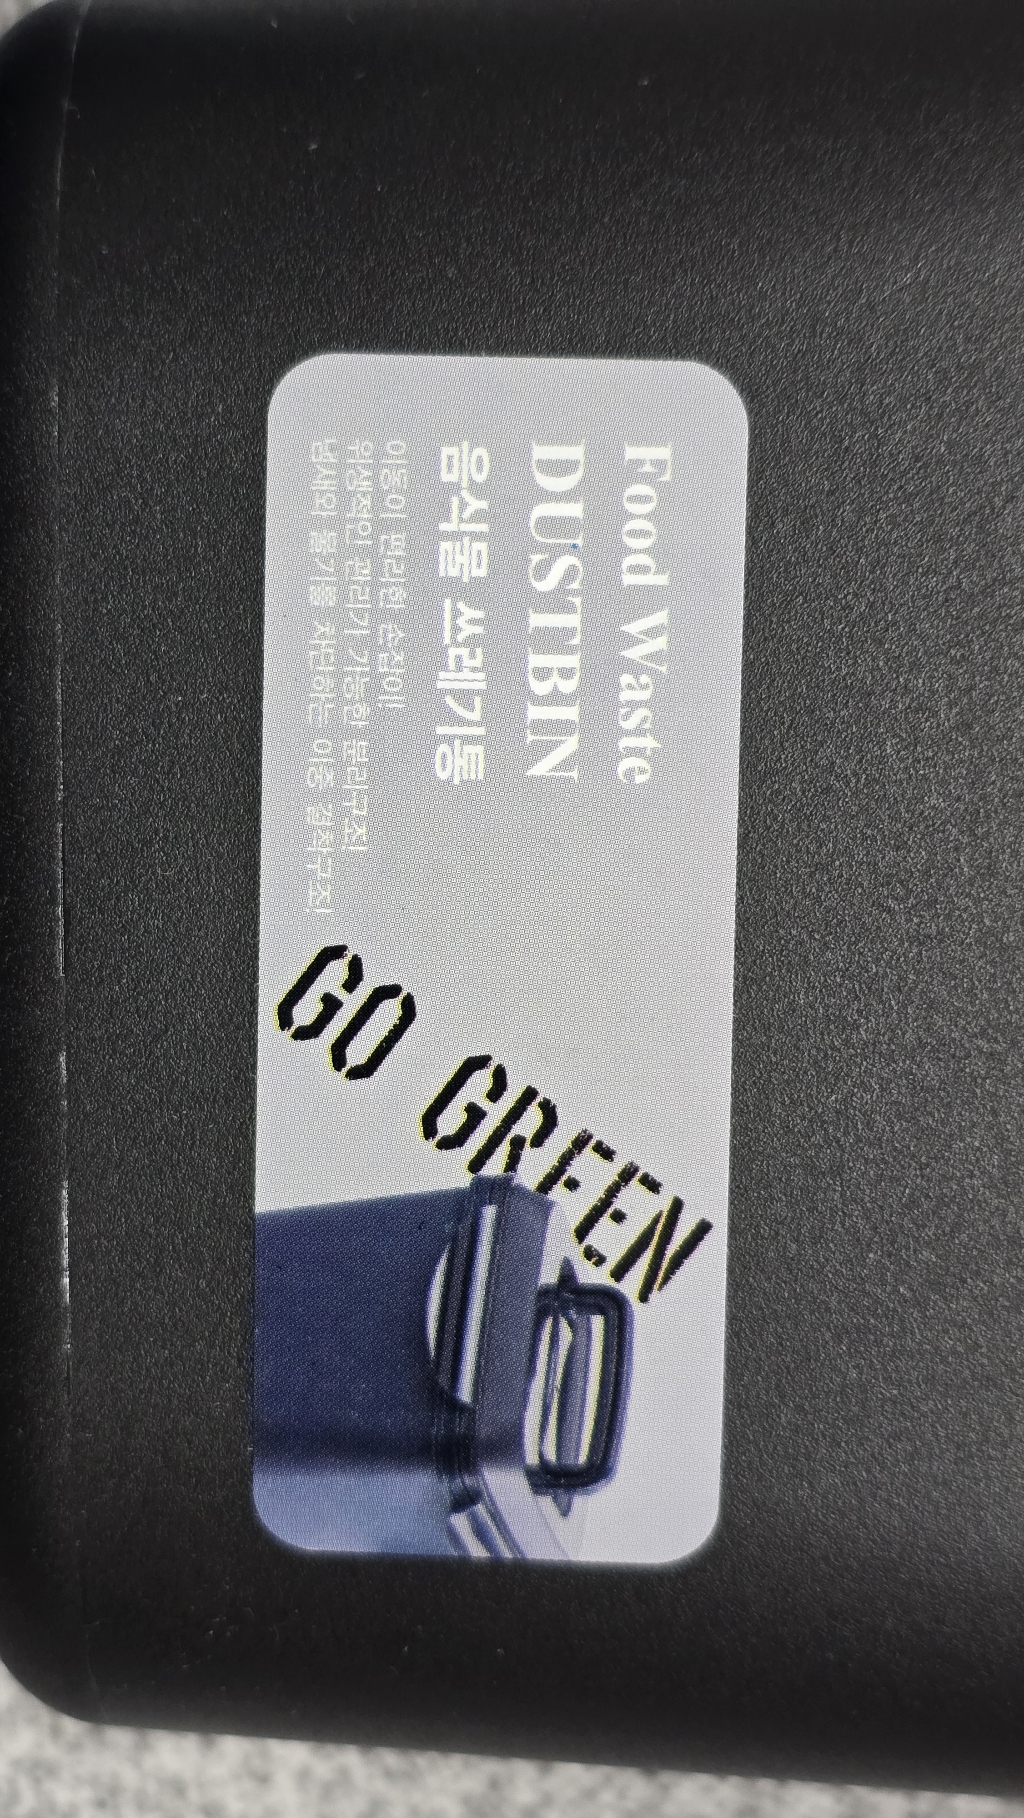 Food Waste
DUSTBIN
음식물 쓰레기통
이동이 편리한 손잡이!
위생적인 관리가 가능한 분리구조!
냄새와 물기를 차단하는 이중 결착구조!
GO GREEN